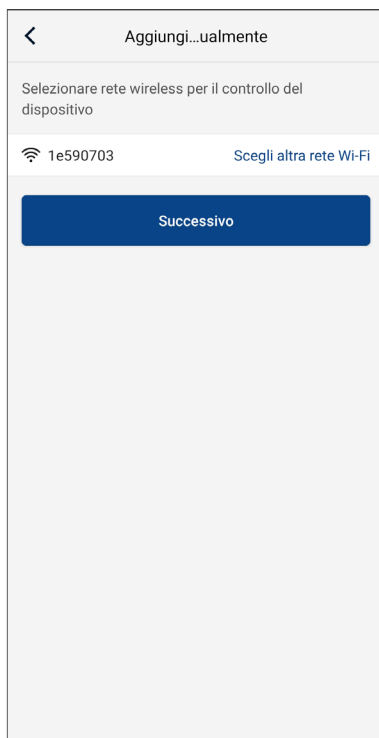 Aggiungi...ualmente
Selezionare rete wireless per il controllo del
dispositivo
1e590703 Scegli altra rete Wi-Fi
Successivo